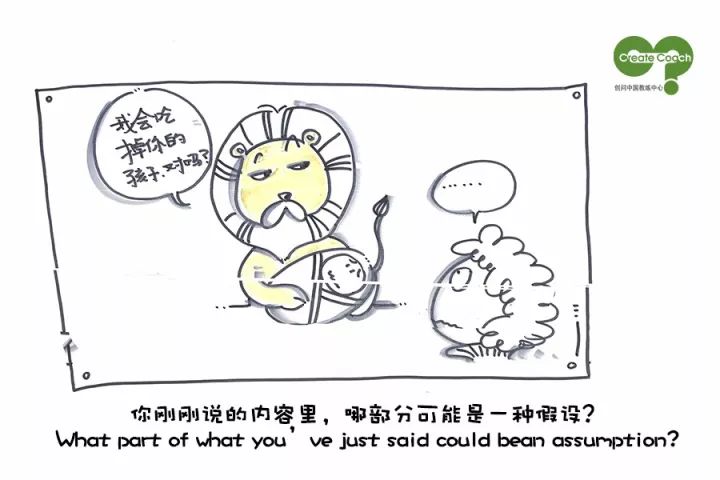 Create Coach
创问中国教练中心
我会吃
掉你的
孩子,对吗?
......
你刚刚说的内容里，哪部分可能是一种假设?
What part of what you've just said could bean assumption?